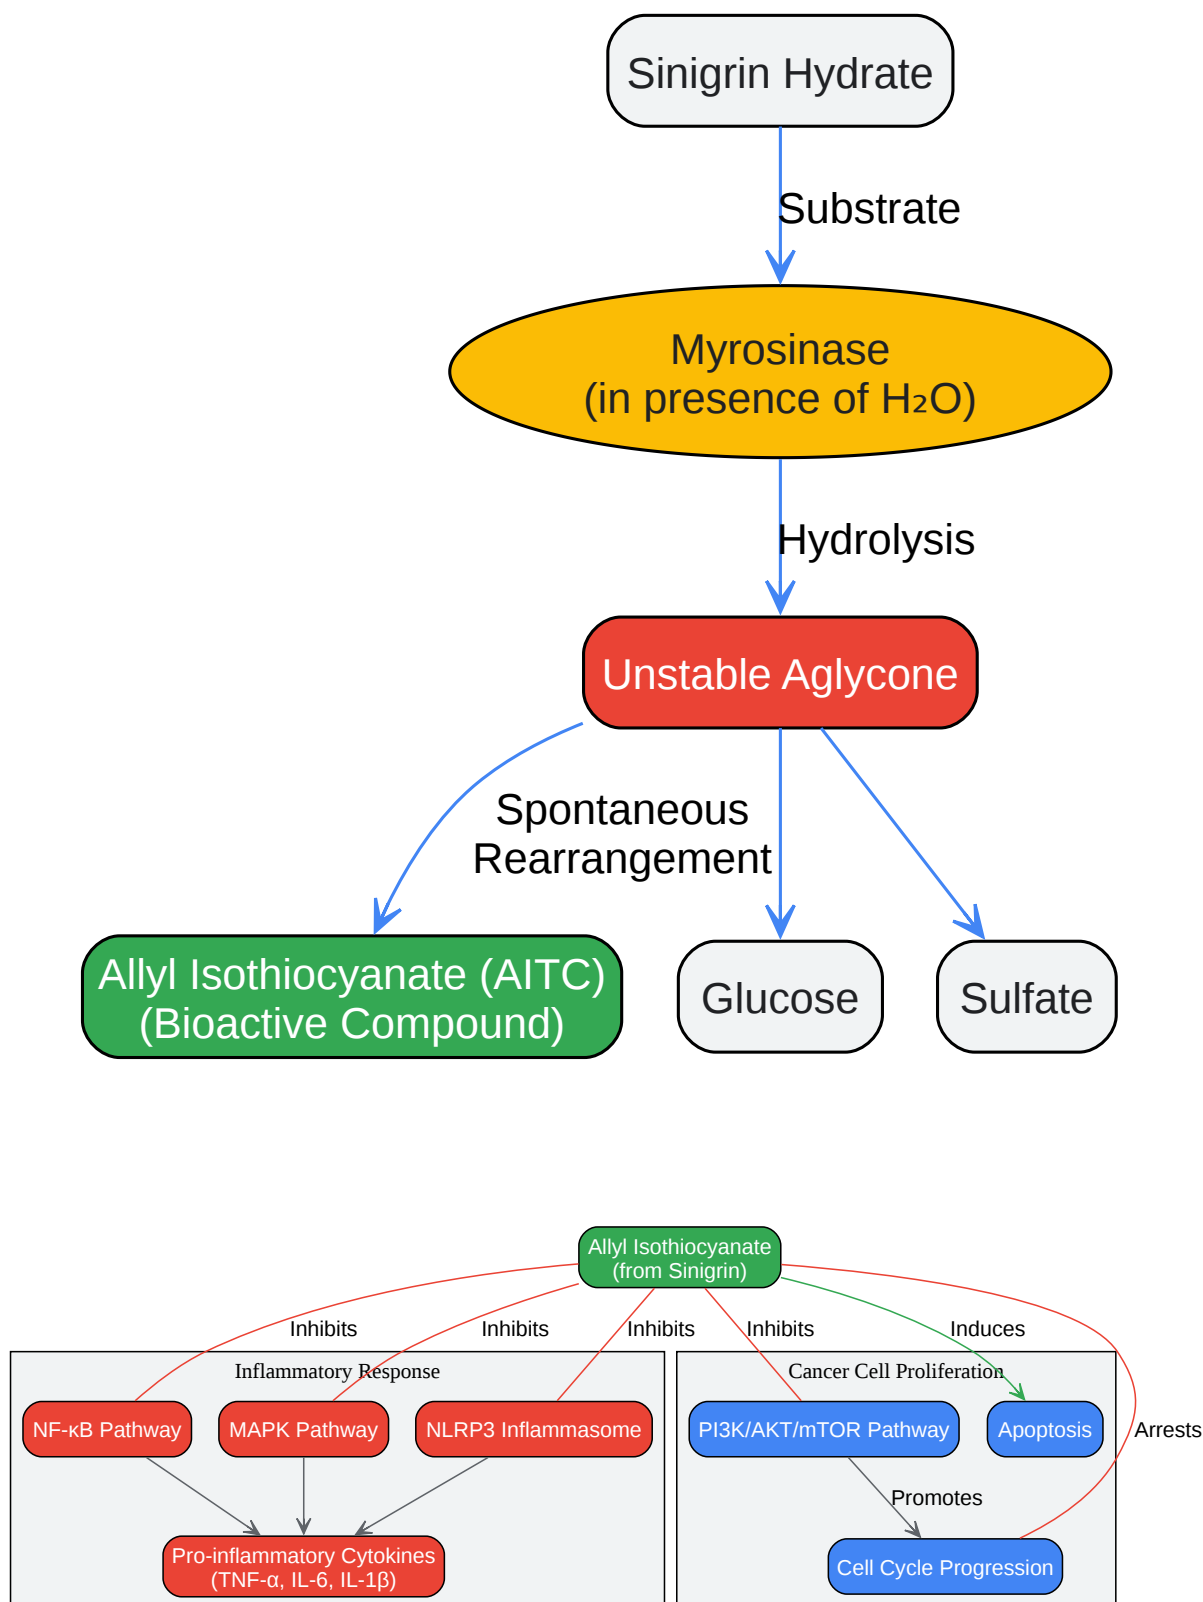 Sinigrin Hydrate
Substrate
Myrosinase
(in presence of H₂O)
Hydrolysis
Unstable Aglycone
Spontaneous
Rearrangement
Allyl Isothiocyanate (AITC)
(Bioactive Compound)
Glucose
Sulfate
Allyl Isothiocyanate
(from Sinigrin)
Inhibits
Inhibits
Inhibits
Inhibits
Induces
Inflammatory Response
Cancer Cell Proliferation
NF-κB Pathway
MAPK Pathway
NLRP3 Inflammasome
PI3K/AKT/mTOR Pathway
Apoptosis
Arrests
Promotes
Pro-inflammatory Cytokines
(TNF-α, IL-6, IL-1β)
Cell Cycle Progression